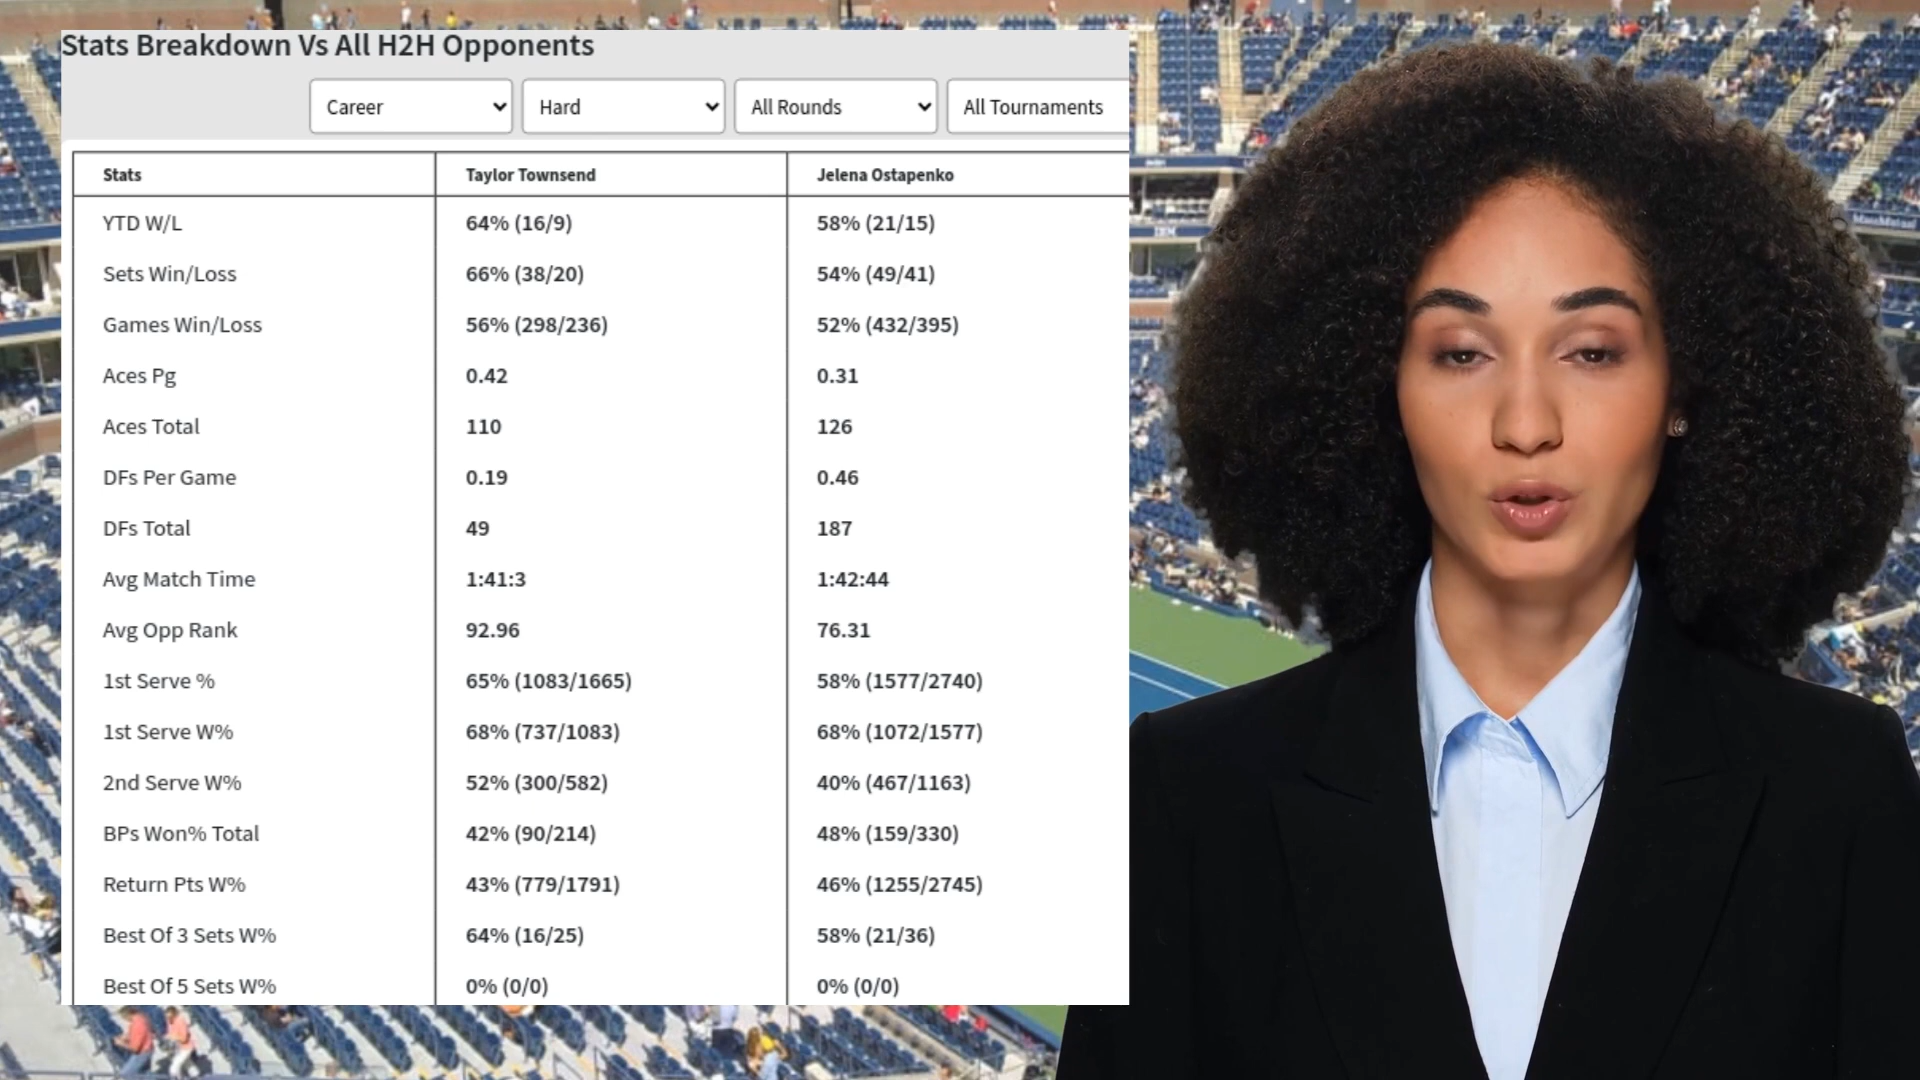 Stats Breakdown Vs All H2H Opponents
Career Hard All Rounds All Tournaments
Stats Taylor Townsend Jelena Ostapenko
YTD W/L 64% (16/9) 58% (21/15)
Sets Win/Loss 66% (38/20) 54% (49/41)
Games Win/Loss 56% (298/236) 52% (432/395)
Aces Pg 0.42 0.31
Aces Total 110 126
DFs Per Game 0.19 0.46
DFs Total 49 187
Avg Match Time 1:41:3 1:42:44
Avg Opp Rank 92.96 76.31
1st Serve % 65% (1083/1665) 58% (1577/2740)
1st Serve W% 68% (737/1083) 68% (1072/1577)
2nd Serve W% 52% (300/582) 40% (467/1163)
BPs Won% Total 42% (90/214) 48% (159/330)
Return Pts W% 43% (779/1791) 46% (1255/2745)
Best Of 3 Sets W% 64% (16/25) 58% (21/36)
Best Of 5 Sets W% 0% (0/0) 0% (0/0)
IBM
MassMutual